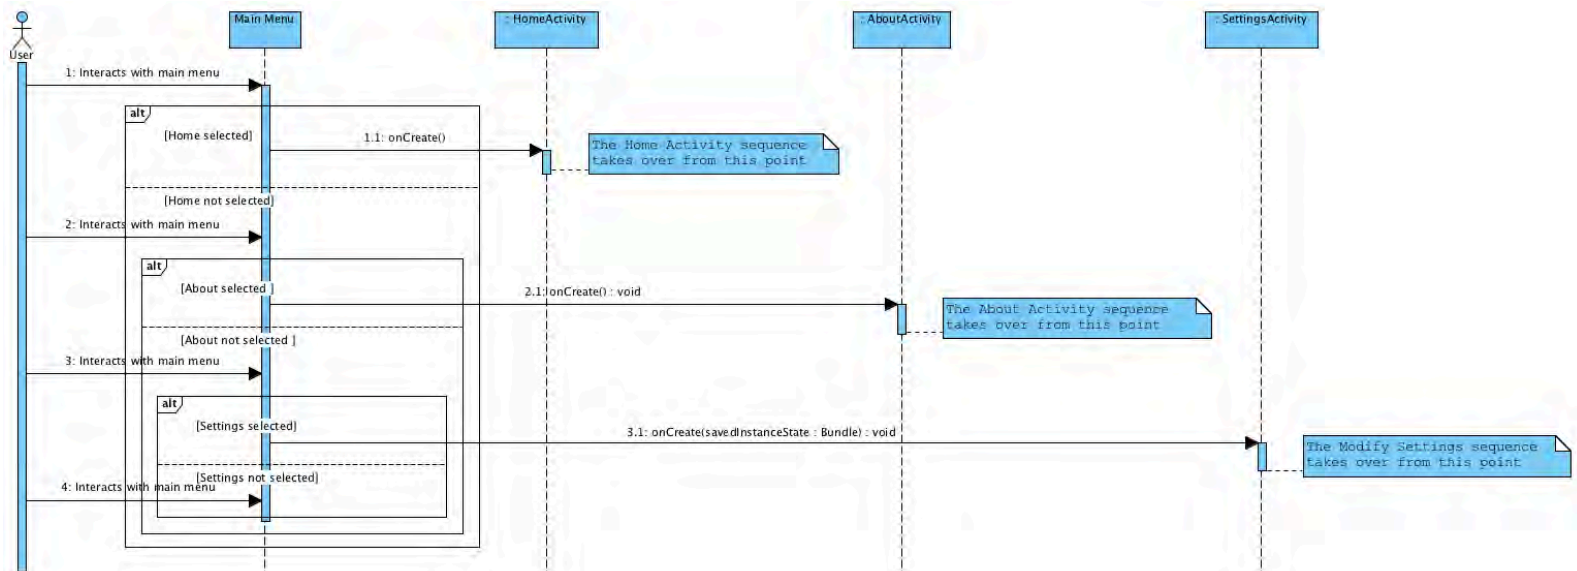 User
Main Menu
: HomeActivity
: AboutActivity
: SettingsActivity
1: Interacts with main menu
alt
[Home selected]
1.1: onCreate()
The Home Activity sequence
takes over from this point
[Home not selected]
2: Interacts with main menu
alt
[About selected ]
2.1: onCreate() : void
The About Activity sequence
takes over from this point
[About not selected ]
3: Interacts with main menu
alt
[Settings selected]
3.1: onCreate(savedInstanceState : Bundle) : void
The Modify Settings sequence
takes over from this point
[Settings not selected]
4: Interacts with main menu